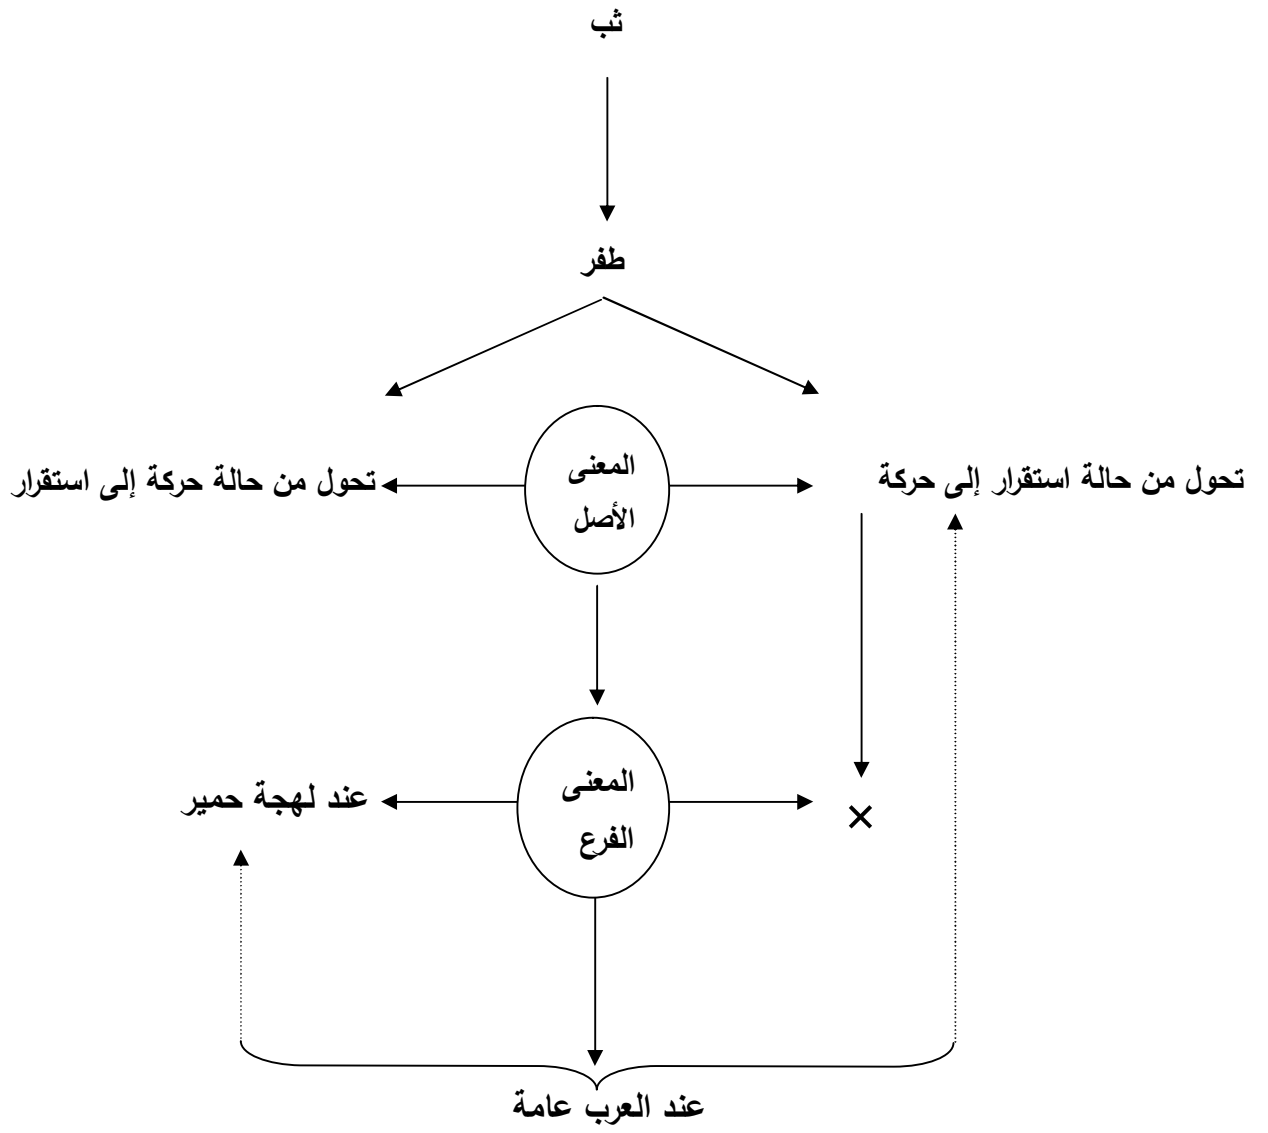 ثب
طفر
تحول من حالة استقرار إلى حركة
المعنى
الأصل
تحول من حالة حركة إلى استقرار
×
المعنى
الفرع
عند لهجة حمير
عند العرب عامة